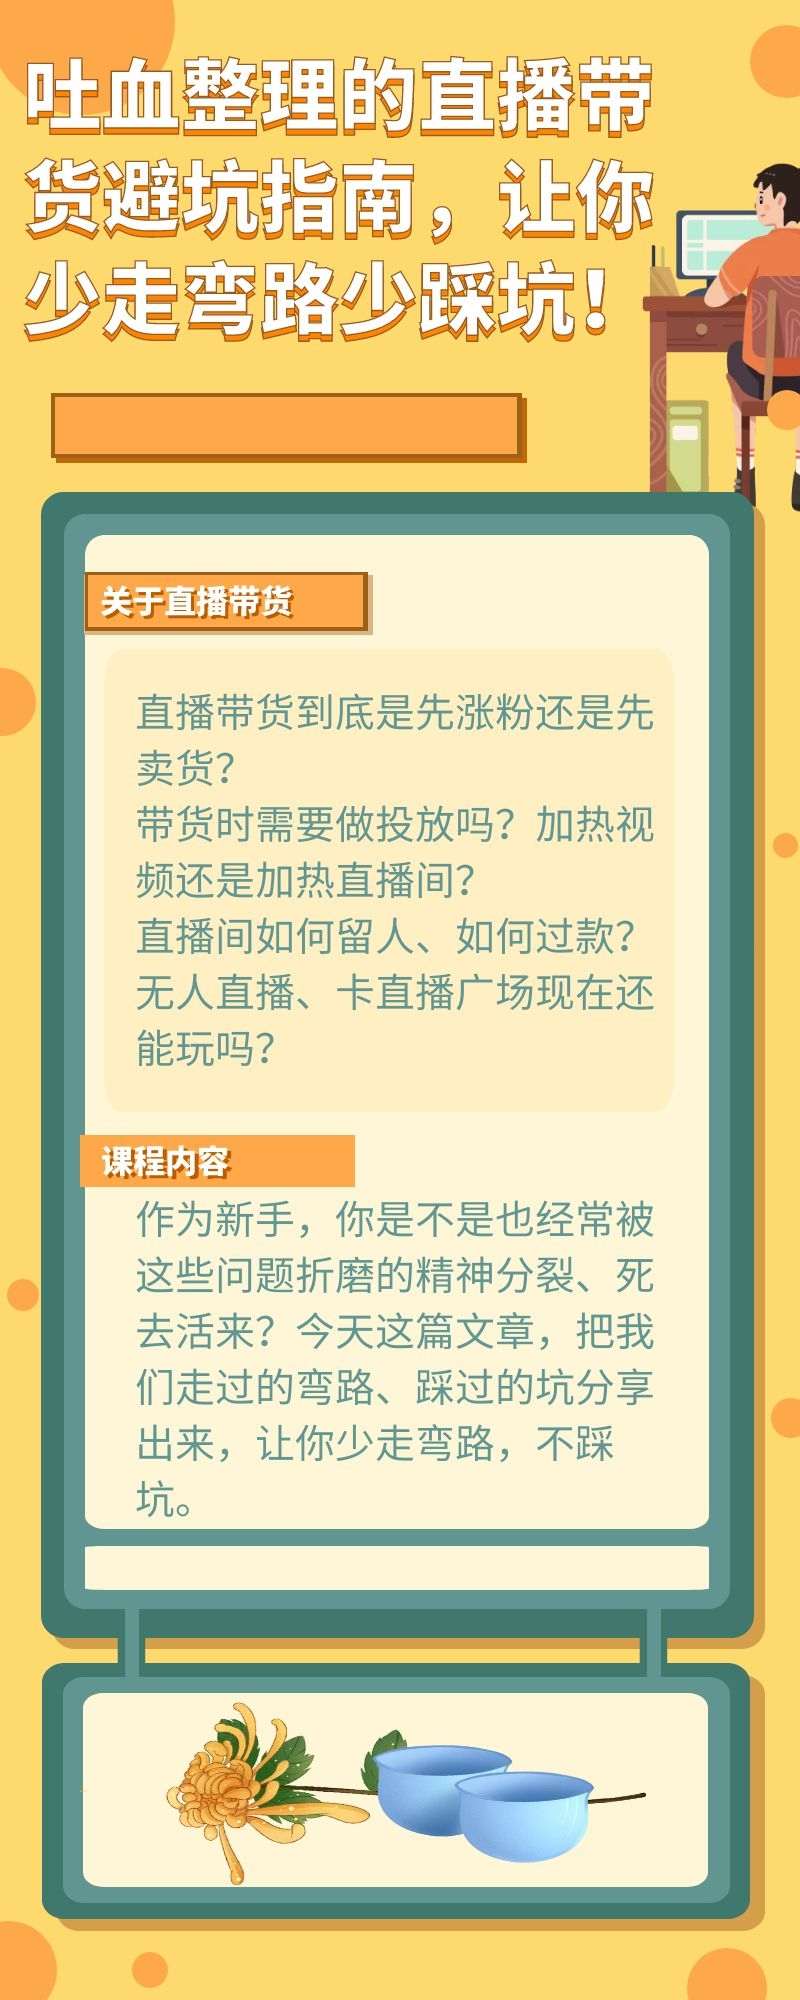 吐血整理的直播带
货避坑指南，让你
少走弯路少踩坑！
关于直播带货
直播带货到底是先涨粉还是先
卖货？
带货时需要做投放吗？加热视
频还是加热直播间？
直播间如何留人、如何过款？
无人直播、卡直播广场现在还
能玩吗？
课程内容
作为新手，你是不是也经常被
这些问题折磨的精神分裂、死
去活来？今天这篇文章，把我
们走过的弯路、踩过的坑分享
出来，让你少走弯路，不踩
坑。